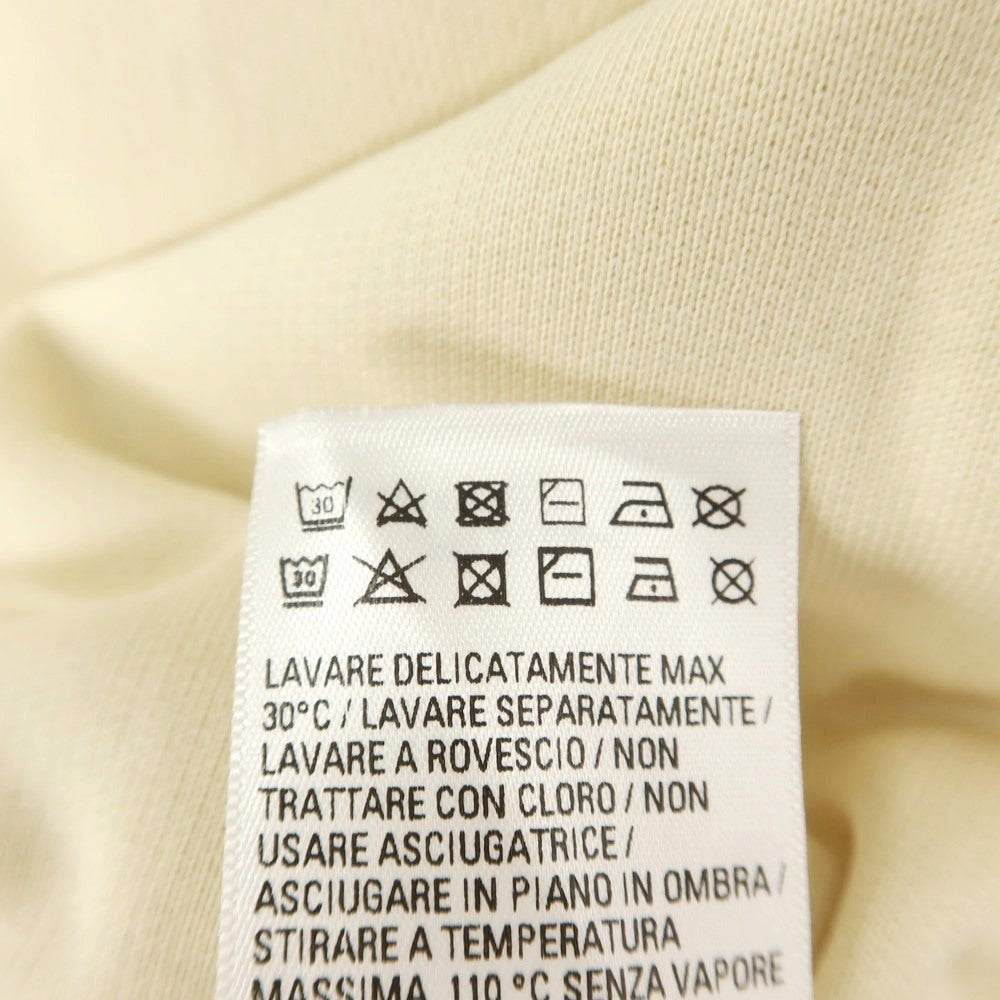 30
30
LAVARE DELICATAMENTE MAX
30°C / LAVARE SEPARATAMENTE /
LAVARE A ROVESCIO / NON
TRATTARE CON CLORO / NON
USARE ASCIUGATRICE /
ASCIUGARE IN PIANO IN OMBRA /
STIRARE A TEMPERATURA
MASSIMA 110 °C SENZA VAPORE